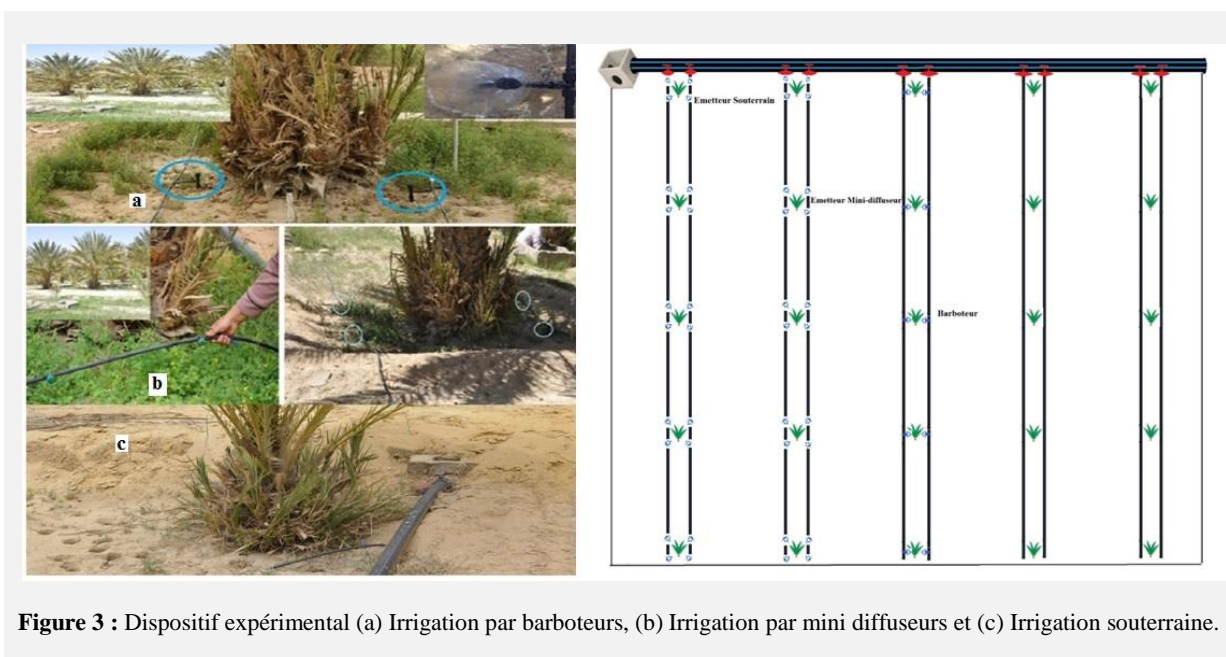 a
b
c
Emetteur Souterrain
Emetteur Mini-diffuseur
Barboteur
Figure 3 : Dispositif expérimental (a) Irrigation par barboteurs, (b) Irrigation par mini diffuseurs et (c) Irrigation souterraine.